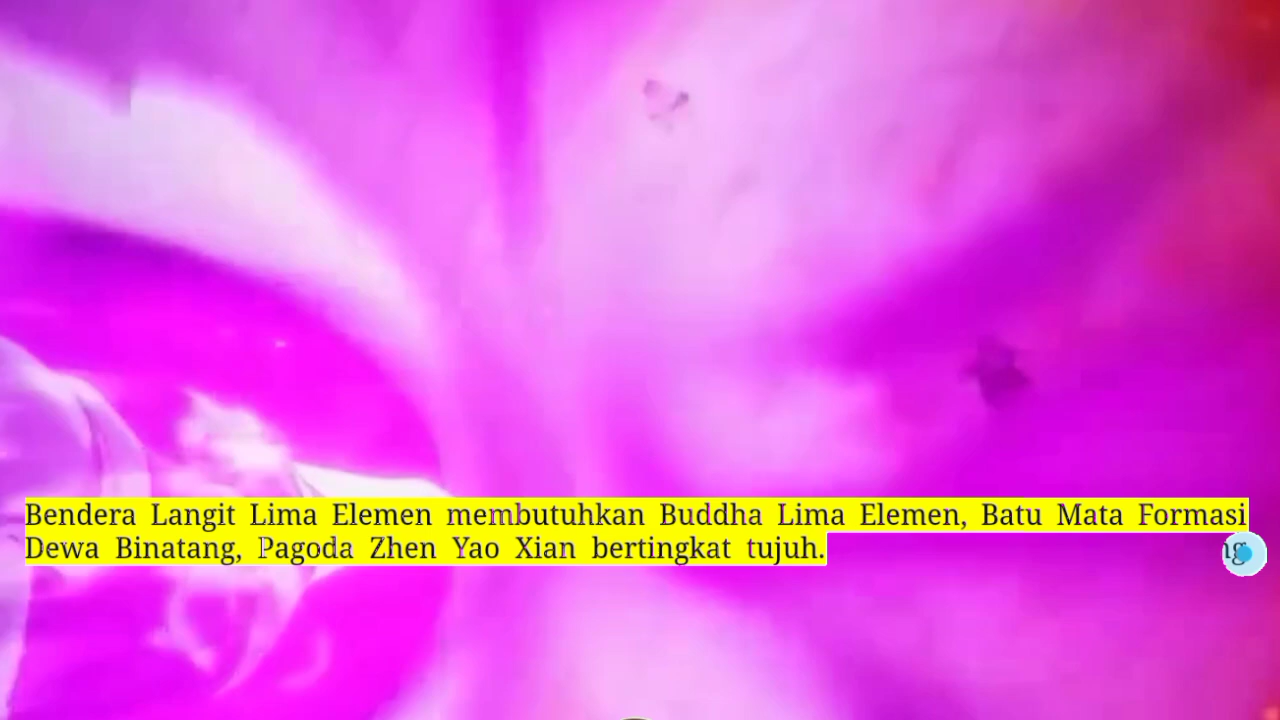 Bendera Langit Lima Elemen membutuhkan Buddha Lima Elemen, Batu Mata Formasi
Dewa Binatang, Pagoda Zhen Yao Xian bertingkat tujuh.